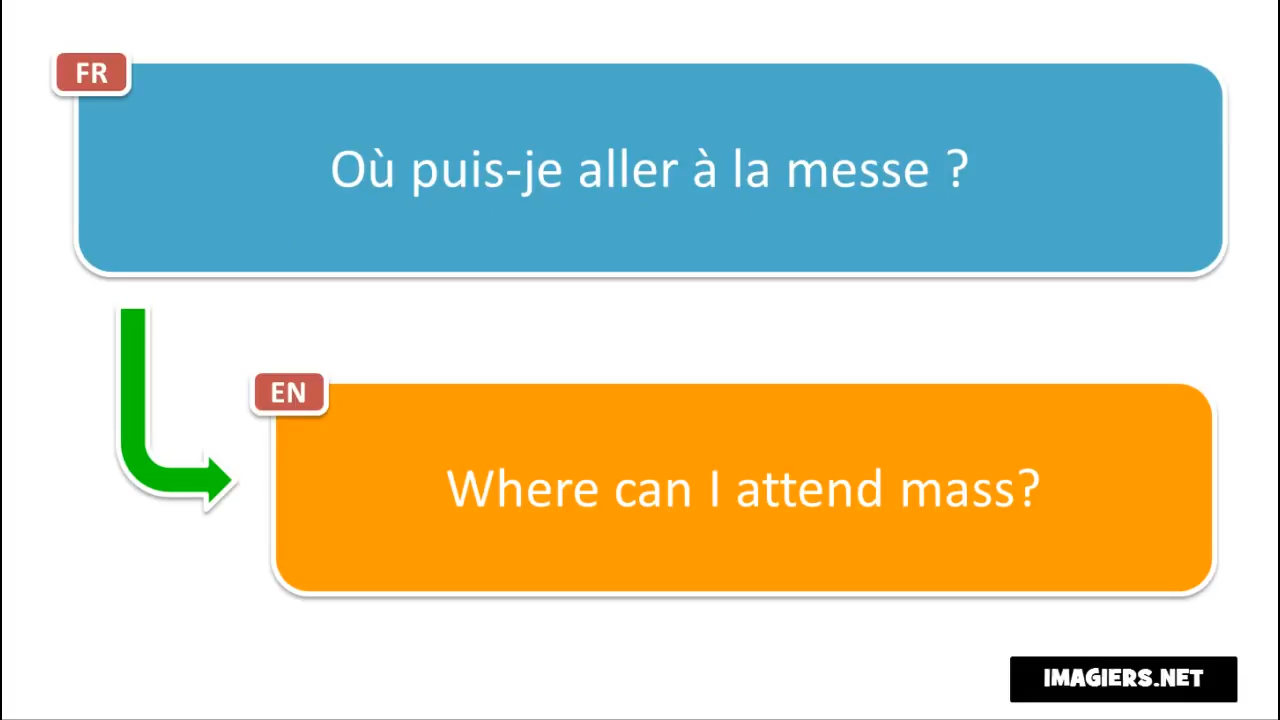 FR
Où puis-je aller à la messe ?
EN
Where can I attend mass?
IMAGIERS.NET